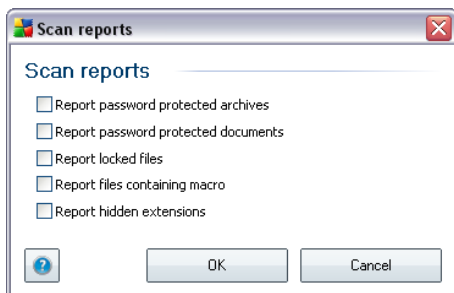 Scan reports
Scan reports
Report password protected archives
Report password protected documents
Report locked files
Report files containing macro
Report hidden extensions
? OK Cancel